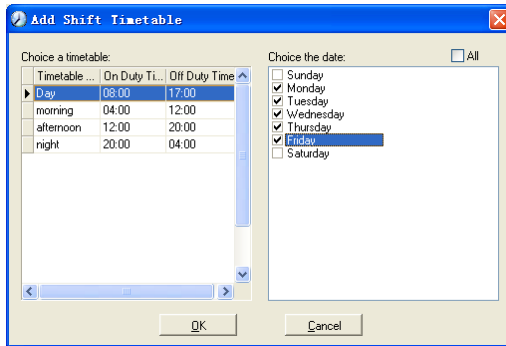 Add Shift Timetable
Choice a timetable:
Timetable ... On Duty Ti... Off Duty Time
Day 08:00 17:00
morning 04:00 12:00
afternoon 12:00 20:00
night 20:00 04:00
Choice the date: All
Sunday
Monday
Tuesday
Wednesday
Thursday
Friday
Saturday
OK Cancel